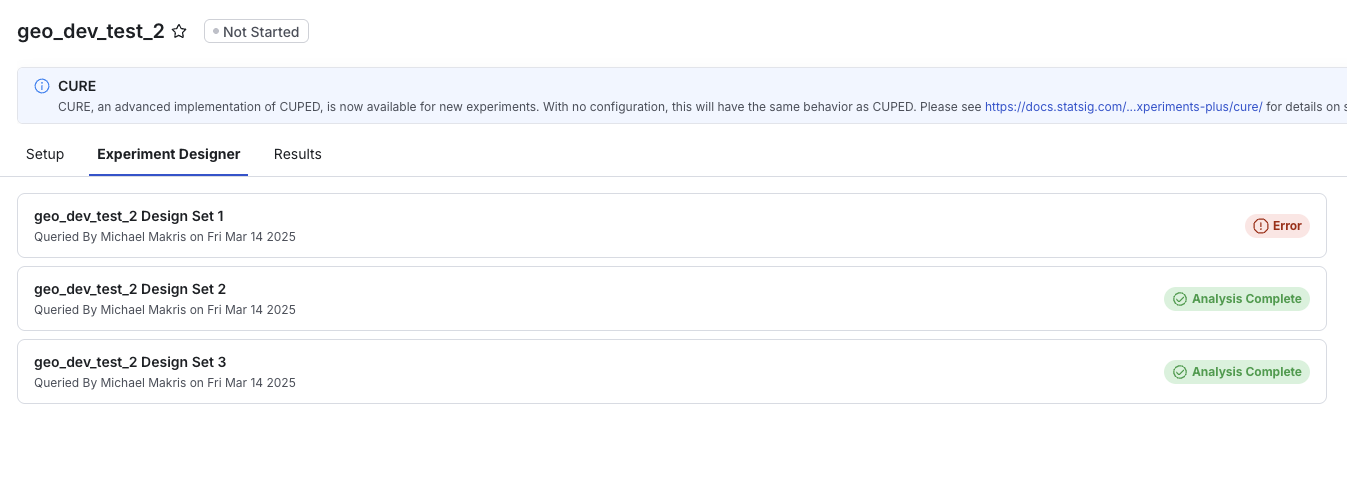 geo_dev_test_2
Not Started
CURE
CURE, an advanced implementation of CUPED, is now available for new experiments. With no configuration, this will have the same behavior as CUPED. Please see https://docs.statsig.com/...xperiments-plus/cure/ for details on
Setup
Experiment Designer
Results
geo_dev_test_2 Design Set 1
Queried By Michael Makris on Fri Mar 14 2025
Error
geo_dev_test_2 Design Set 2
Queried By Michael Makris on Fri Mar 14 2025
Analysis Complete
geo_dev_test_2 Design Set 3
Queried By Michael Makris on Fri Mar 14 2025
Analysis Complete